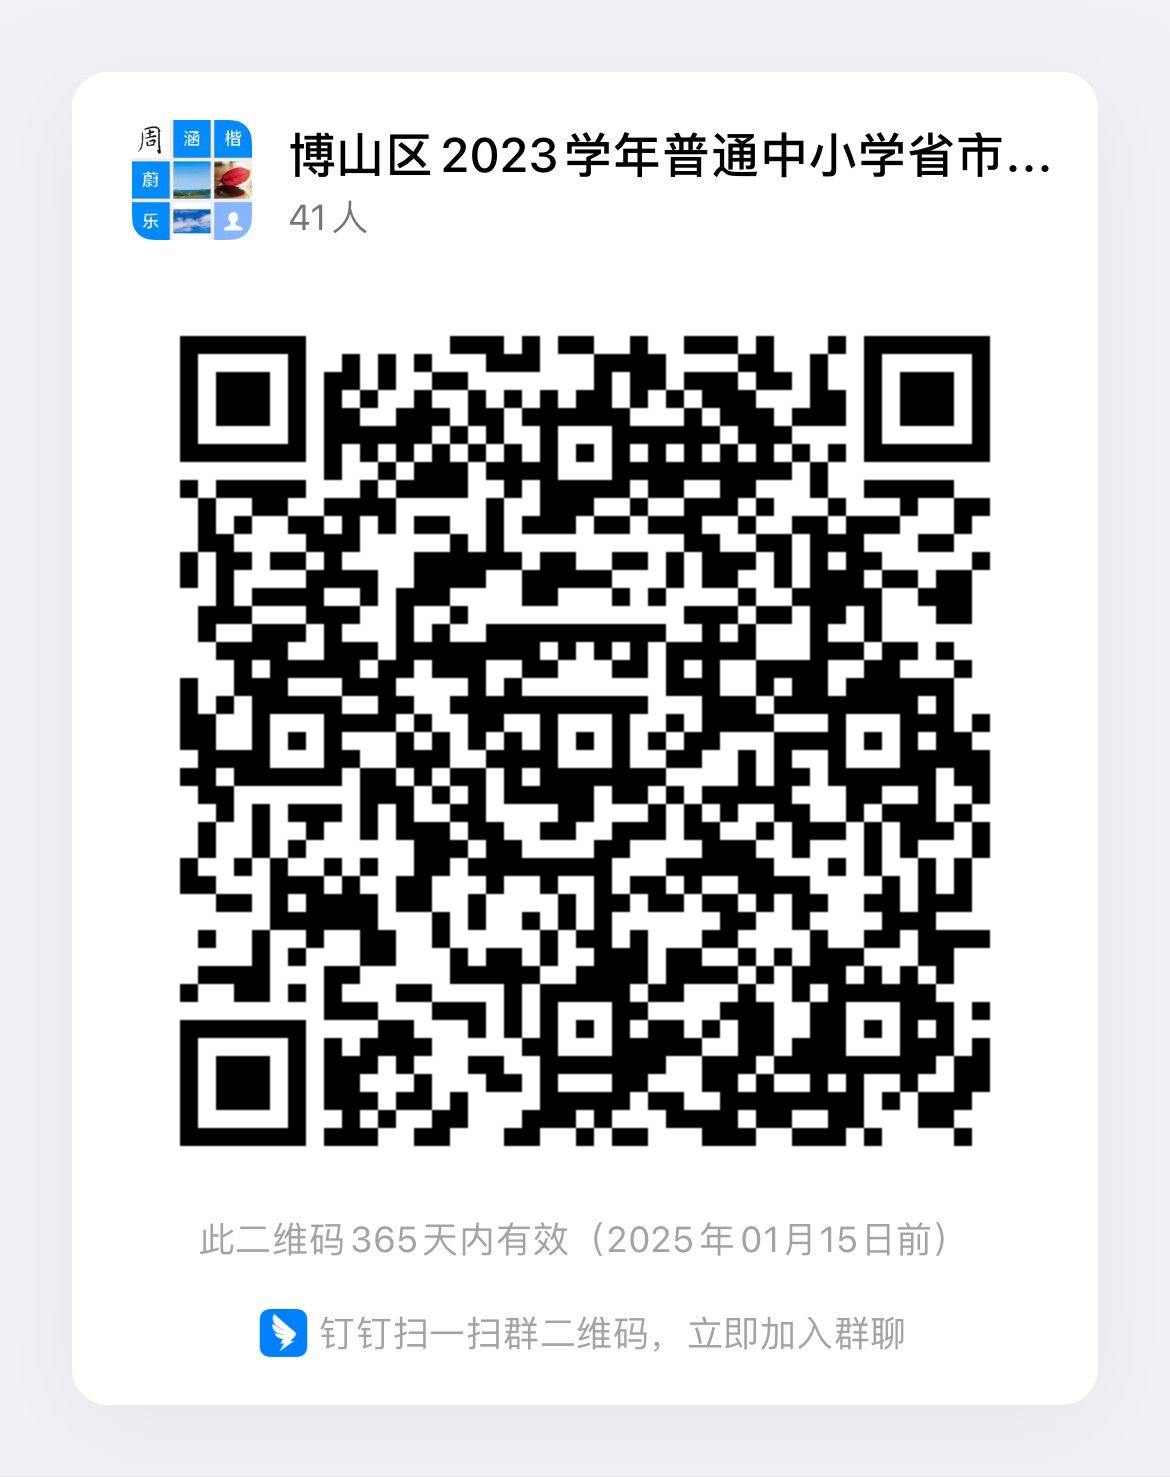 周 涵 楷
蔚
乐
博山区2023学年普通中小学省市...
41人
此二维码365天内有效（2025年01月15日前）
钉钉扫一扫群二维码，立即加入群聊